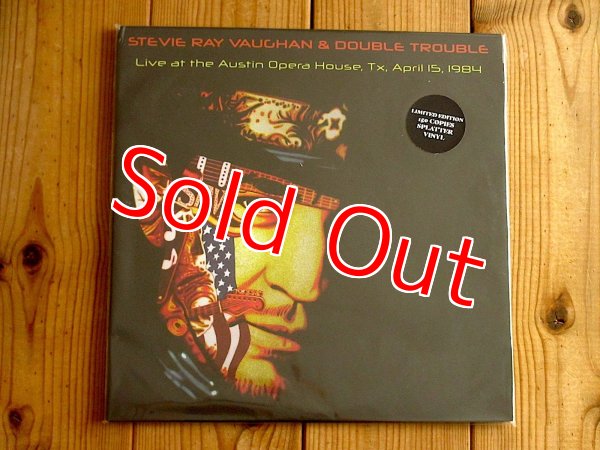 STEVIE RAY VAUGHAN & DOUBLE TROUBLE
Live at the Austin Opera House, Tx, April 15, 1984
LIMITED EDITION
150 COPIES
SPLATTER
VINYL
Sold Out